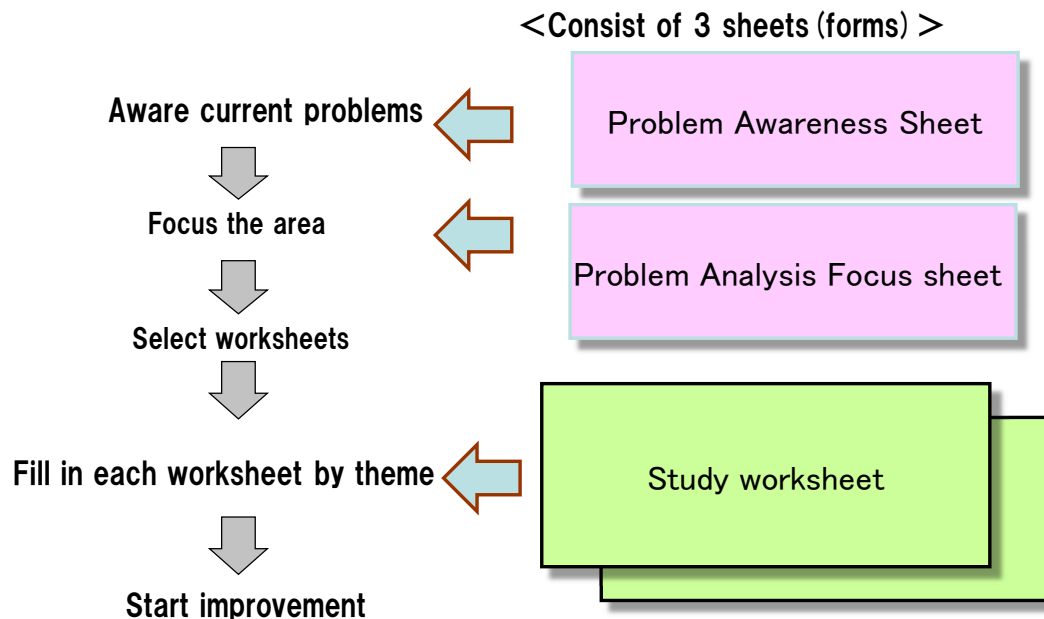 ＜Consist of 3 sheets (forms) ＞
Aware current problems
Problem Awareness Sheet
Focus the area
Problem Analysis Focus sheet
Select worksheets
Fill in each worksheet by theme
Study worksheet
Start improvement